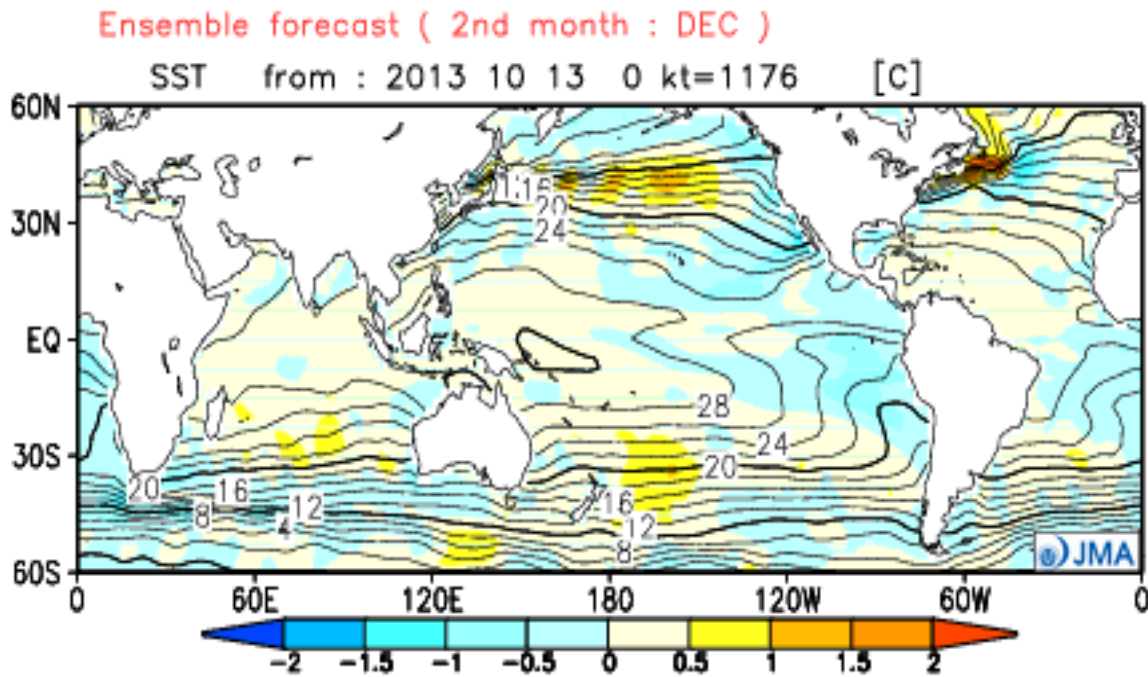 Ensemble forecast ( 2nd month : DEC )
SST from : 2013 10 13 0 kt=1176 [C]
60N
30N
EQ
30S
60S
20
24
28
24
20
16
12
8
20
16
12
8
4
JMA
0 60E 120E 180 120W 60W 0
-2 -1.5 -1 -0.5 0 0.5 1 1.5 2